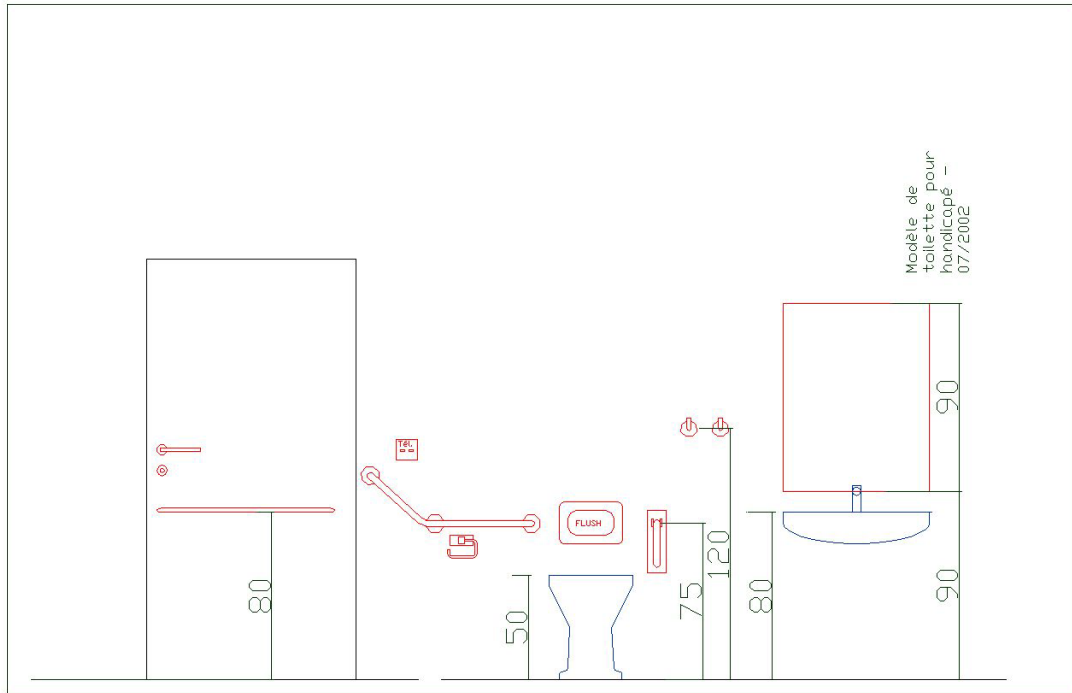 Modèle de
toilette pour
handicapé -
07/2002
90
Tél.
FLUSH
120
80
75
80
50
90